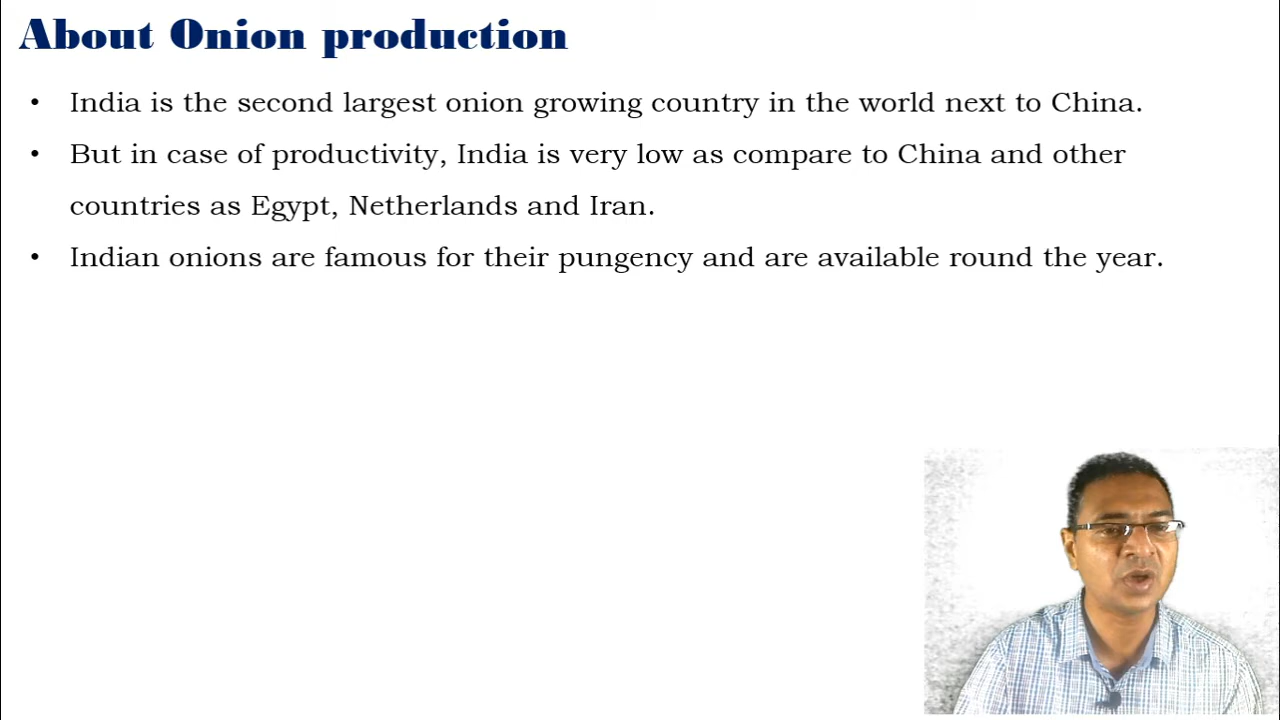 About Onion production
• India is the second largest onion growing country in the world next to China.
• But in case of productivity, India is very low as compare to China and other
countries as Egypt, Netherlands and Iran.
• Indian onions are famous for their pungency and are available round the year.